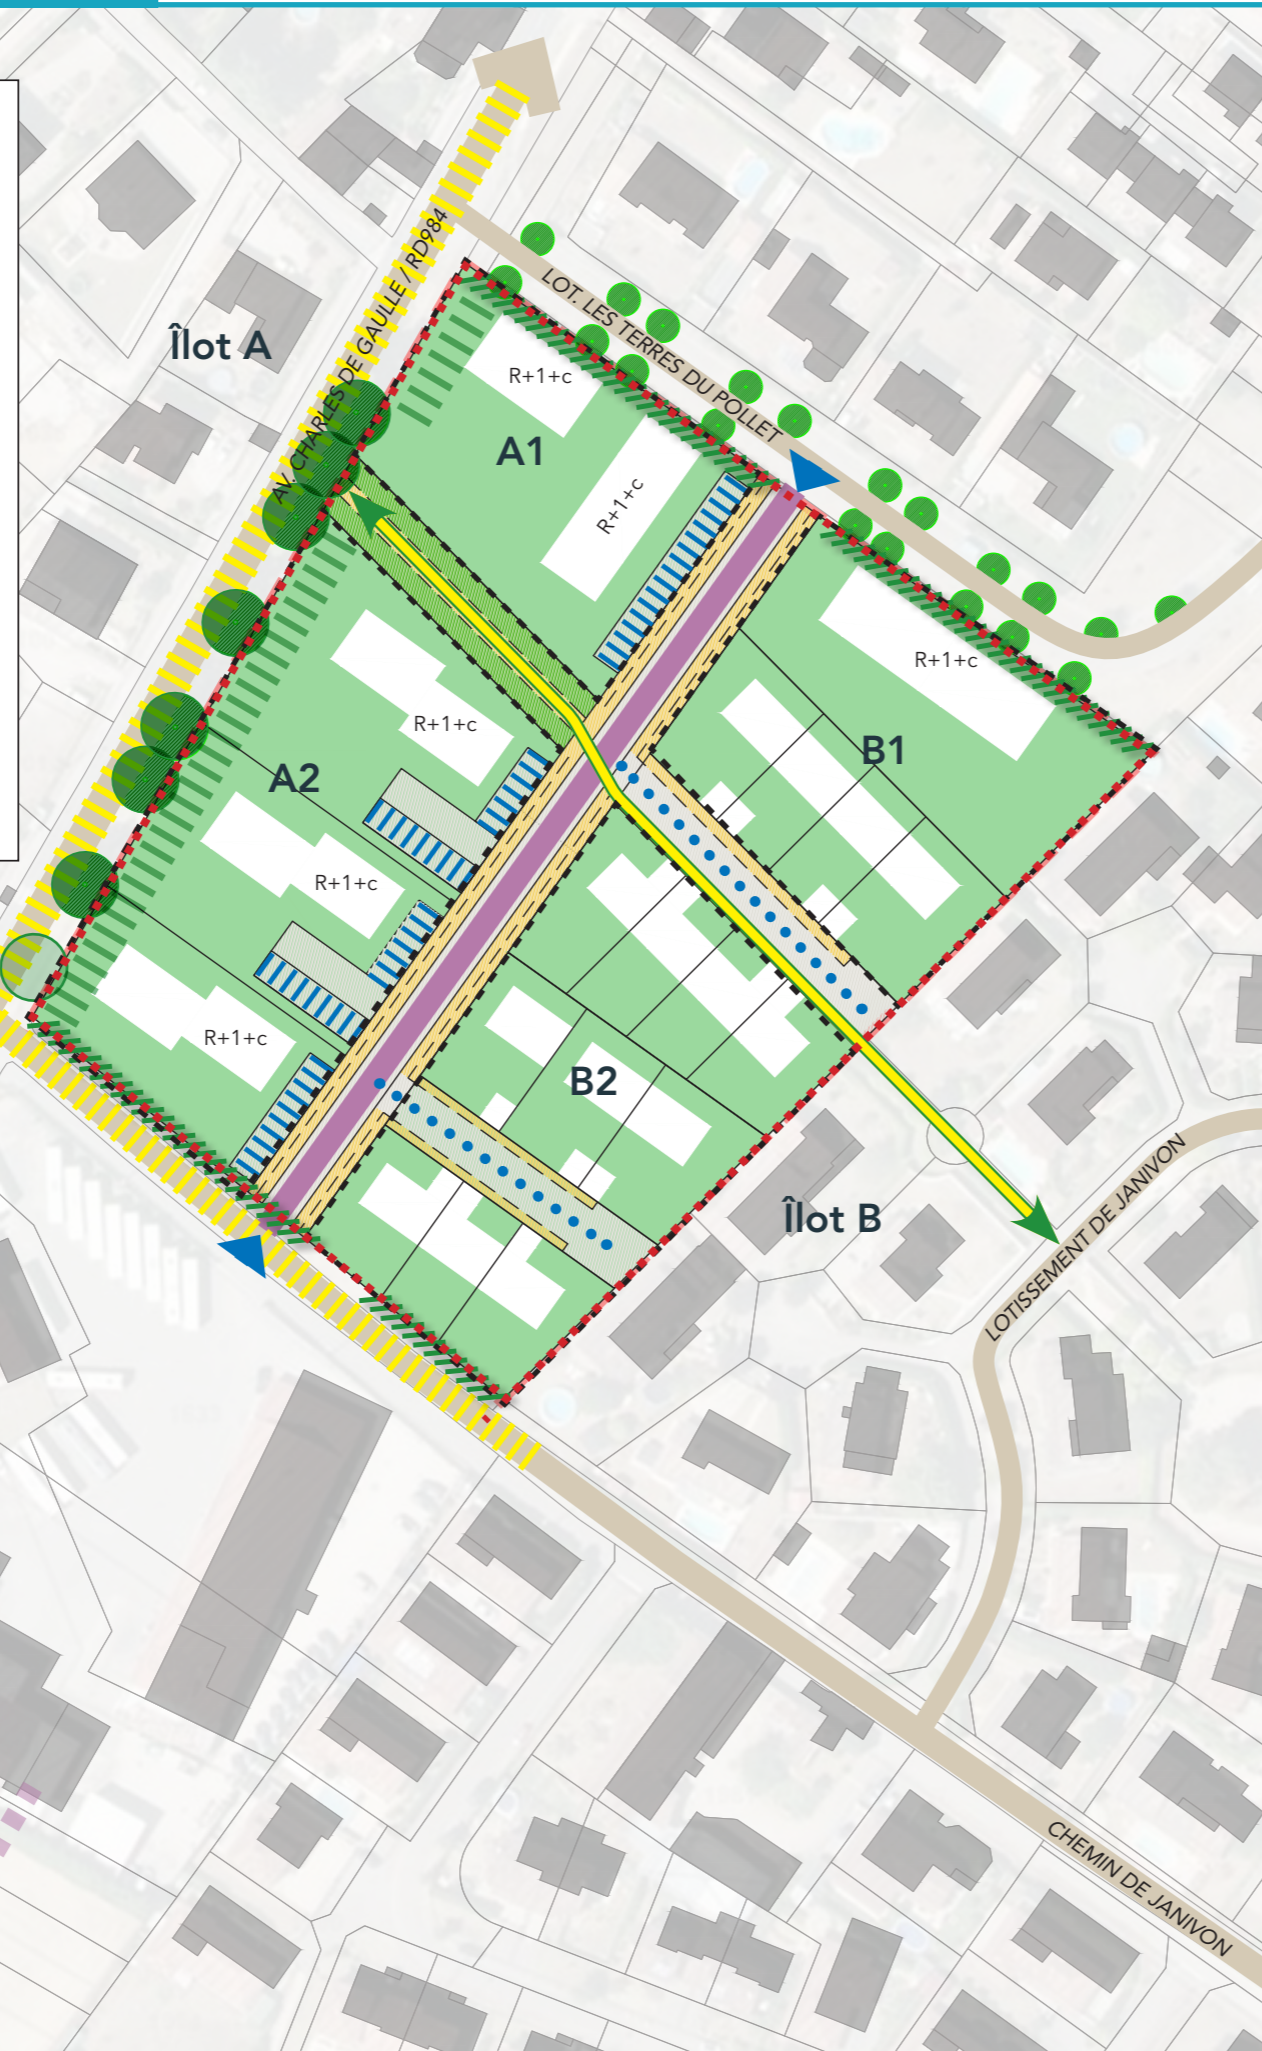 AV. CHARLES DE GAULLE / RD984
LOT. LES TERRES DU POLLET
Îlot A
R+1+c
A1
R+1+c
R+1+c
R+1+c
B1
A2
R+1+c
R+1+c
B2
Îlot B
LOTISSEMENT DE JANIVON
CHEMIN DE JANIVON